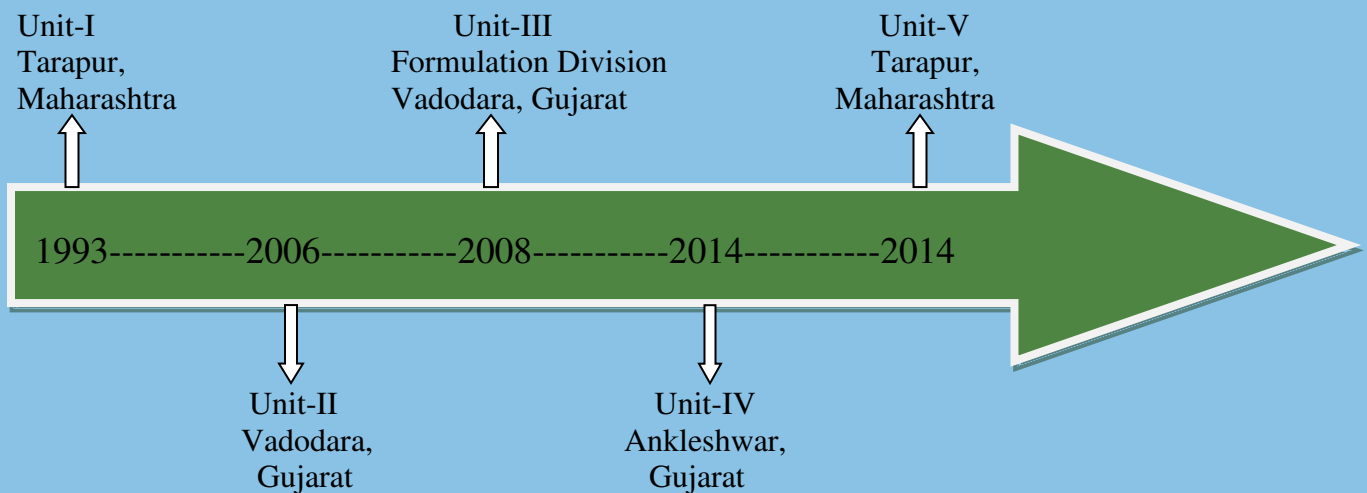 Unit-I
Tarapur,
Maharashtra
Unit-III
Formulation Division
Vadodara, Gujarat
Unit-V
Tarapur,
Maharashtra
1993-----------2006-----------2008-----------2014-----------2014
Unit-II
Vadodara,
Gujarat
Unit-IV
Ankleshwar,
Gujarat